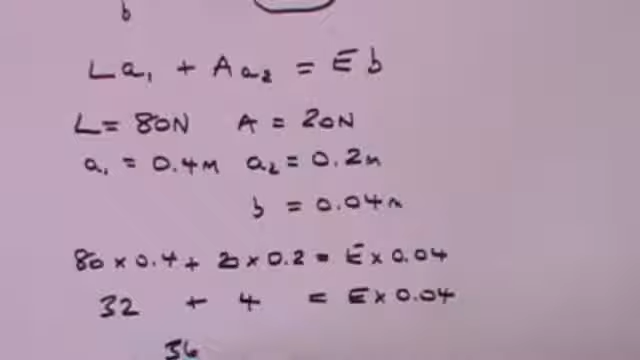 b
La₁ + Aa₂ = Eb
L = 80N A = 20N
a₁ = 0.4M a₂ = 0.2m
b = 0.04m
80 × 0.4 + 20 × 0.2 = E × 0.04
32 + 4 = E × 0.04
36